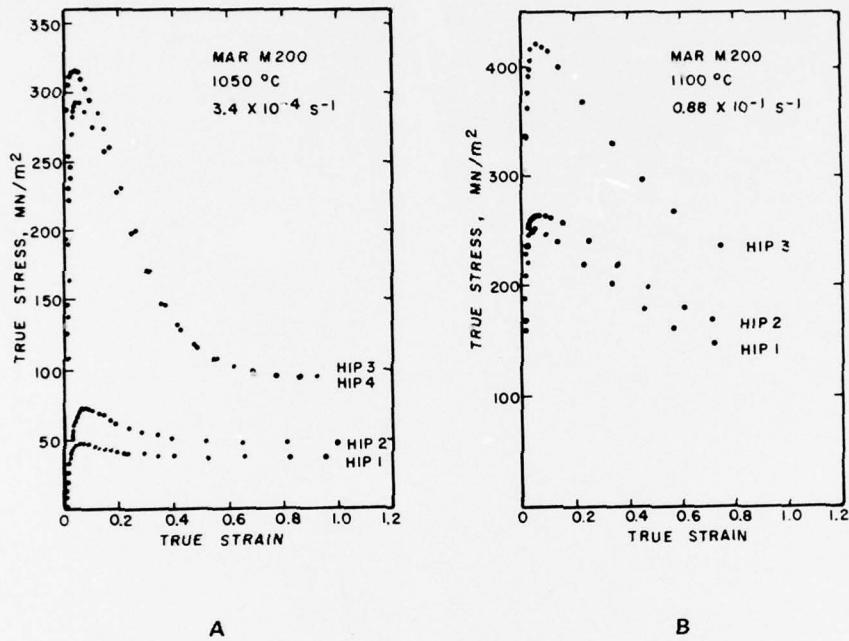 TRUE STRESS, MN/m²
350
300
250
200
150
100
50
0
0.2
0.4
0.6
0.8
1.0
1.2
TRUE STRAIN
MAR M200
1050 °C
3.4 X 10⁻⁴ S⁻¹
HIP 3
HIP 4
HIP 2
HIP 1
A
TRUE STRESS, MN/m²
400
300
200
100
0
0.2
0.4
0.6
0.8
1.0
1.2
TRUE STRAIN
MAR M200
1100 °C
0.88 X 10⁻¹ S⁻¹
HIP 3
HIP 2
HIP 1
B